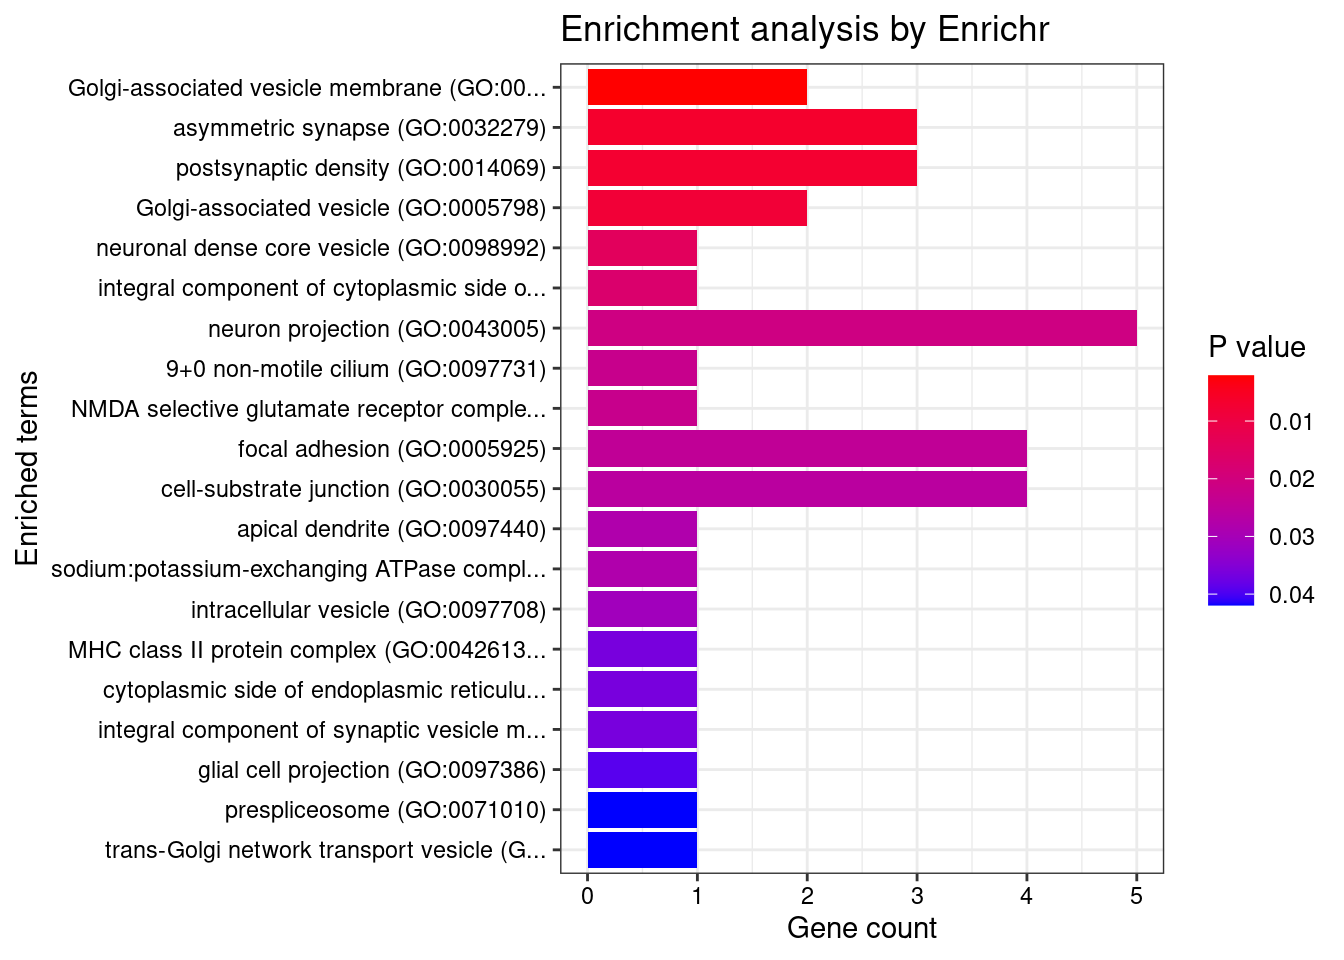 Enrichment analysis by Enrichr
Golgi-associated vesicle membrane (GO:00...
asymmetric synapse (GO:0032279)
postsynaptic density (GO:0014069)
Golgi-associated vesicle (GO:0005798)
neuronal dense core vesicle (GO:0098992)
integral component of cytoplasmic side o...
neuron projection (GO:0043005)
9+0 non-motile cilium (GO:0097731)
NMDA selective glutamate receptor comple...
focal adhesion (GO:0005925)
cell-substrate junction (GO:0030055)
apical dendrite (GO:0097440)
sodium:potassium-exchanging ATPase compl...
intracellular vesicle (GO:0097708)
MHC class II protein complex (GO:0042613...
cytoplasmic side of endoplasmic reticulu...
integral component of synaptic vesicle m...
glial cell projection (GO:0097386)
prespliceosome (GO:0071010)
trans-Golgi network transport vesicle (G...
Enriched terms
0 1 2 3 4 5
Gene count
P value
0.01
0.02
0.03
0.04